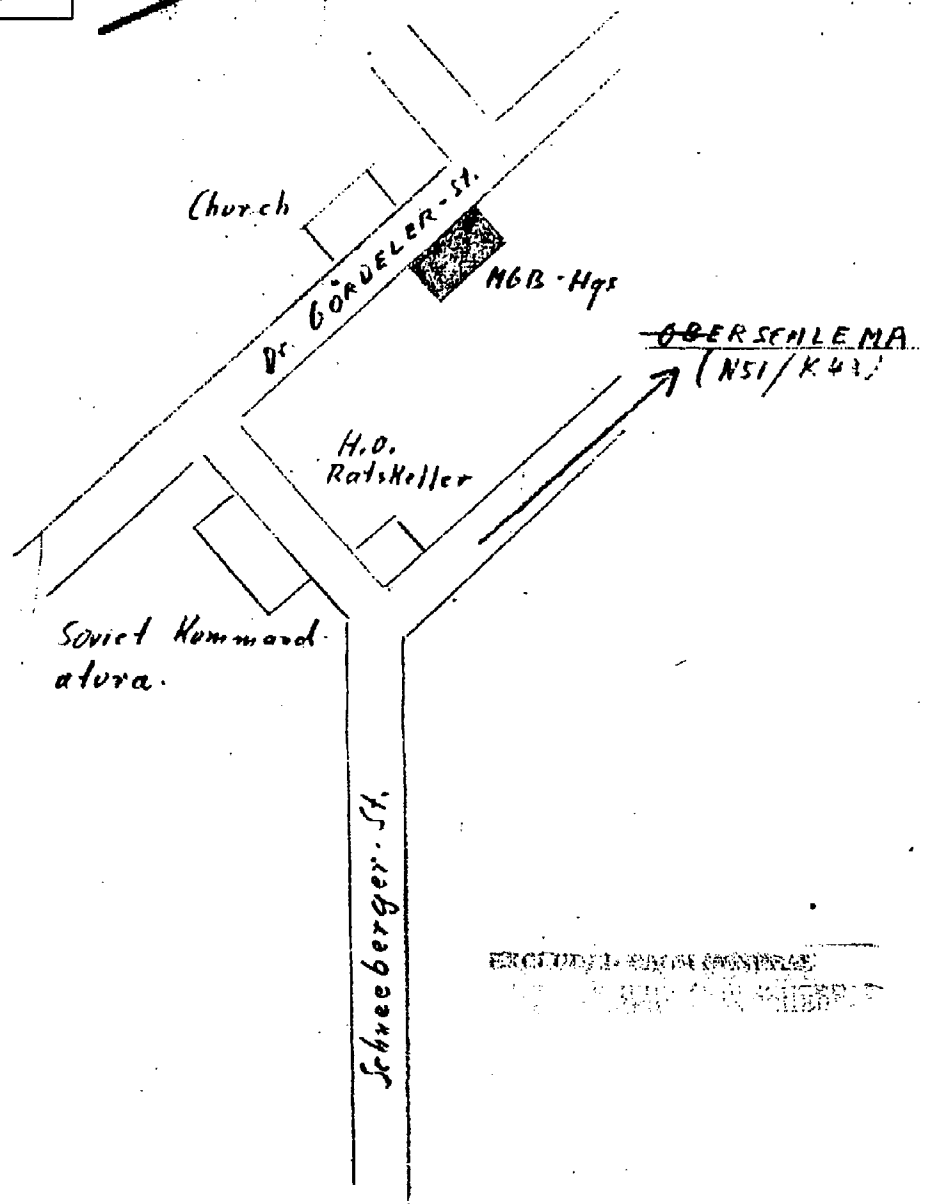 Church
Dr. GÖRDELER-St.
MGB-Hqs
OBERSCHLEMA
(N51/K43)
H.O.
Ratskeller
Soviet Kommand-
atura.
Schneeberger-St.